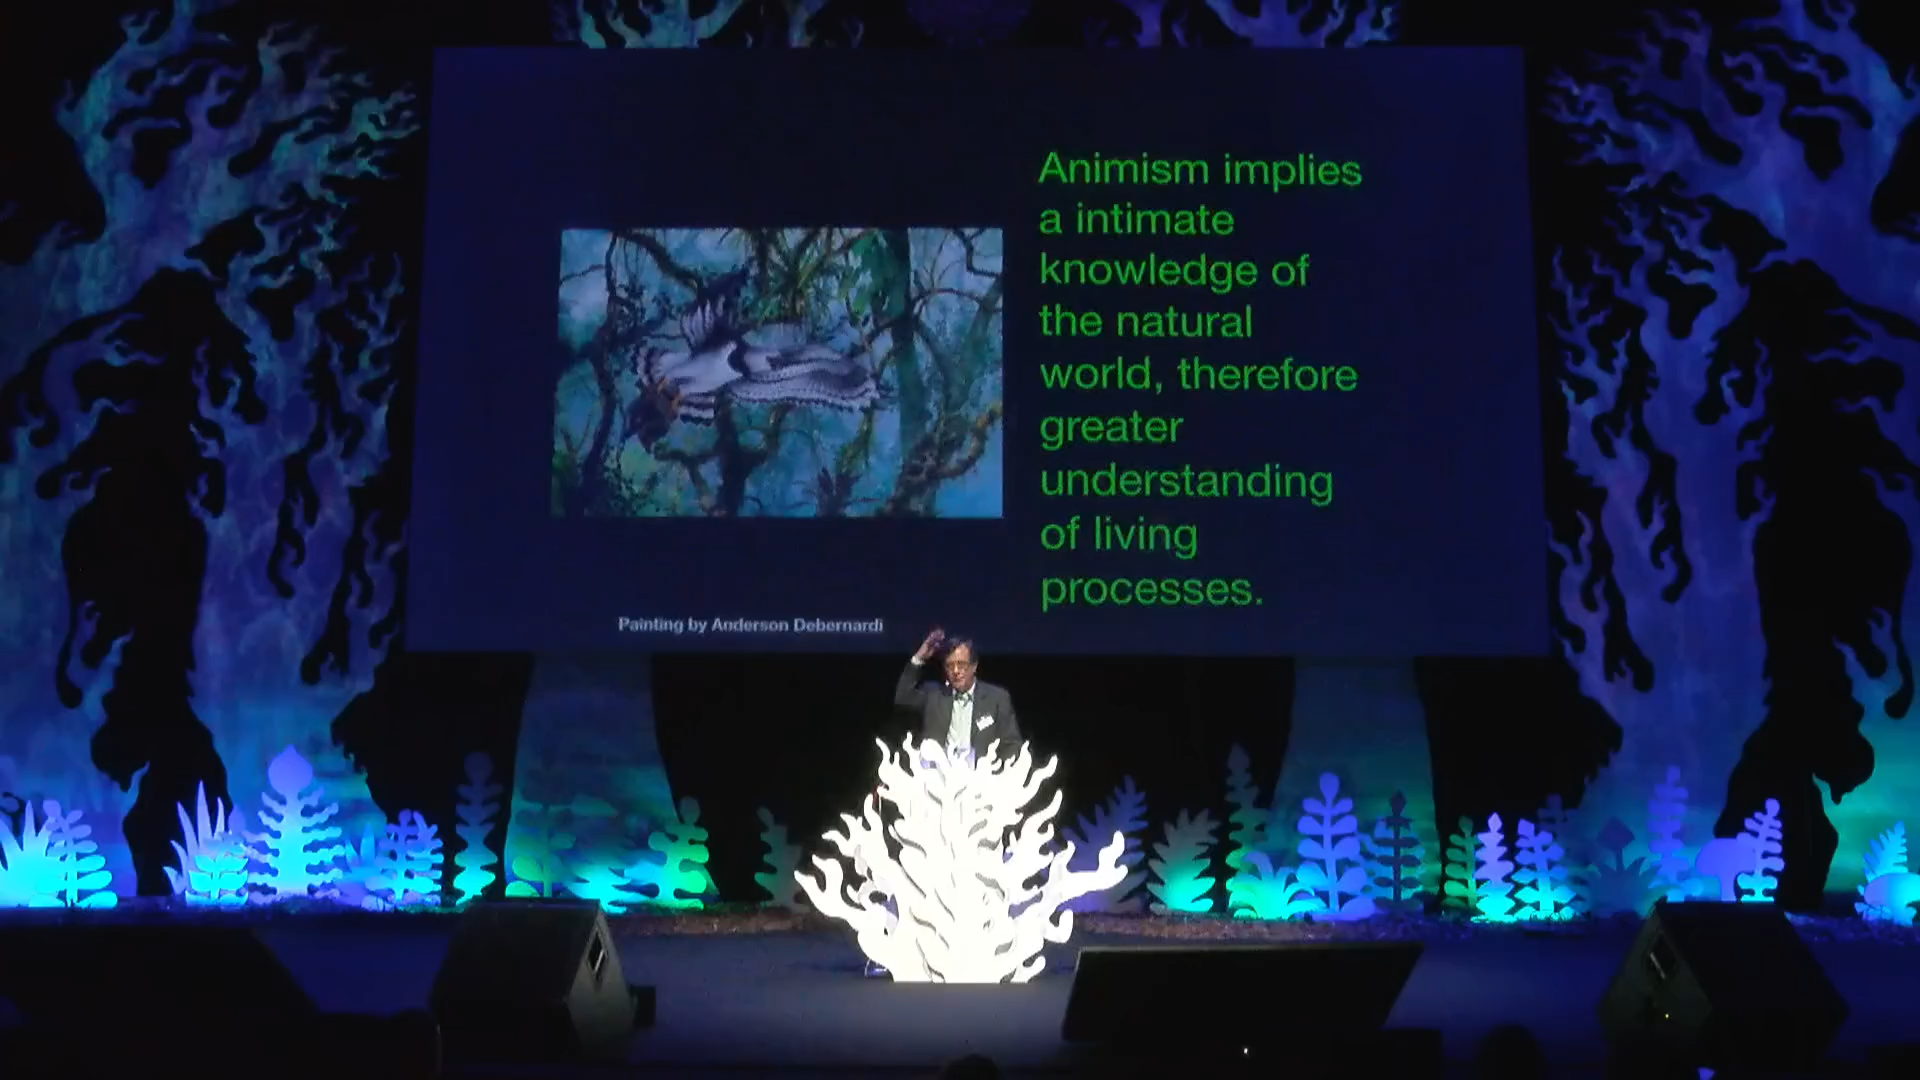 Animism implies
a intimate
knowledge of
the natural
world, therefore
greater
understanding
of living
processes.
Painting by Anderson Debernardi